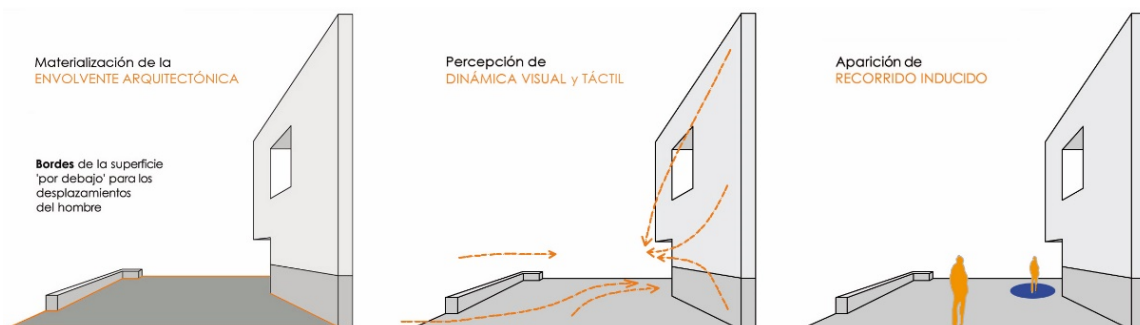 Materialización de la
ENVOLVENTE ARQUITECTÓNICA
Bordes de la superficie
'por debajo' para los
desplazamientos
del hombre
Percepción de
DINÁMICA VISUAL y TÁCTIL
Aparición de
RECORRIDO INDUCIDO